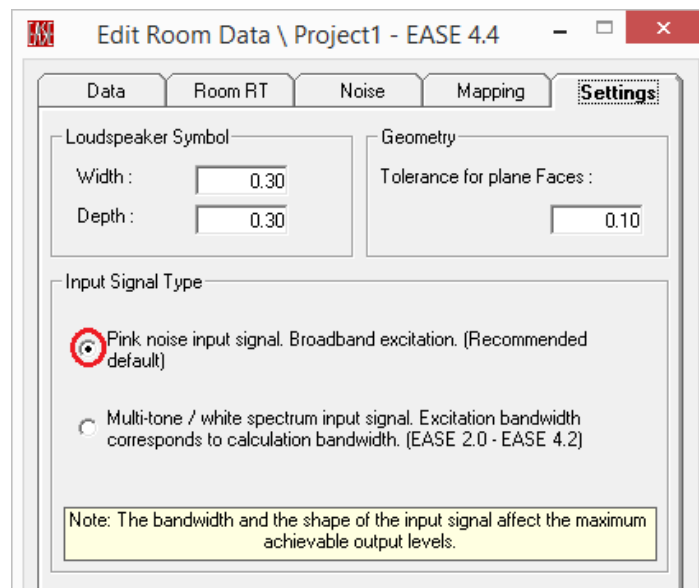 EASE
Edit Room Data \ Project1 - EASE 4.4
Data Room RT Noise Mapping Settings
Loudspeaker Symbol
Width : 0.30
Depth : 0.30
Geometry
Tolerance for plane Faces :
0.10
Input Signal Type
Pink noise input signal. Broadband excitation. (Recommended
default)
Multi-tone / white spectrum input signal. Excitation bandwidth
corresponds to calculation bandwidth. (EASE 2.0 - EASE 4.2)
Note: The bandwidth and the shape of the input signal affect the maximum
achievable output levels.